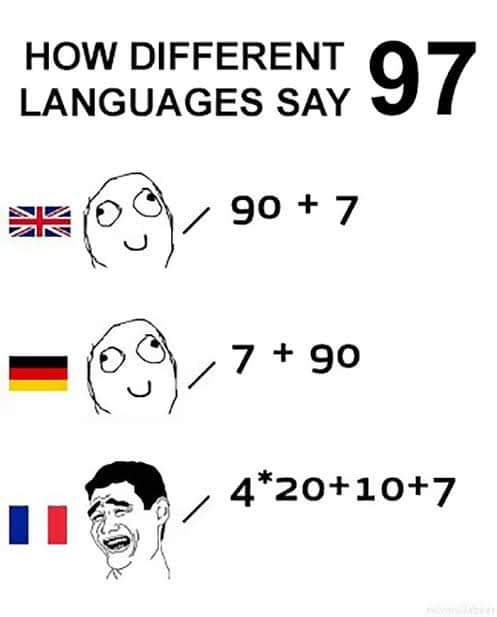 HOW DIFFERENT
LANGUAGES SAY 97
90 + 7
7 + 90
4*20+10+7